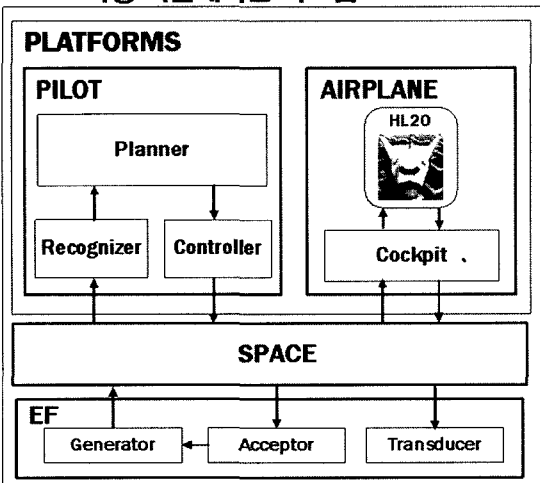 PLATFORMS
PILOT
AIRPLANE
HL20
Planner
Recognizer
Controller
Cockpit
SPACE
EF
Generator
Acceptor
Transducer